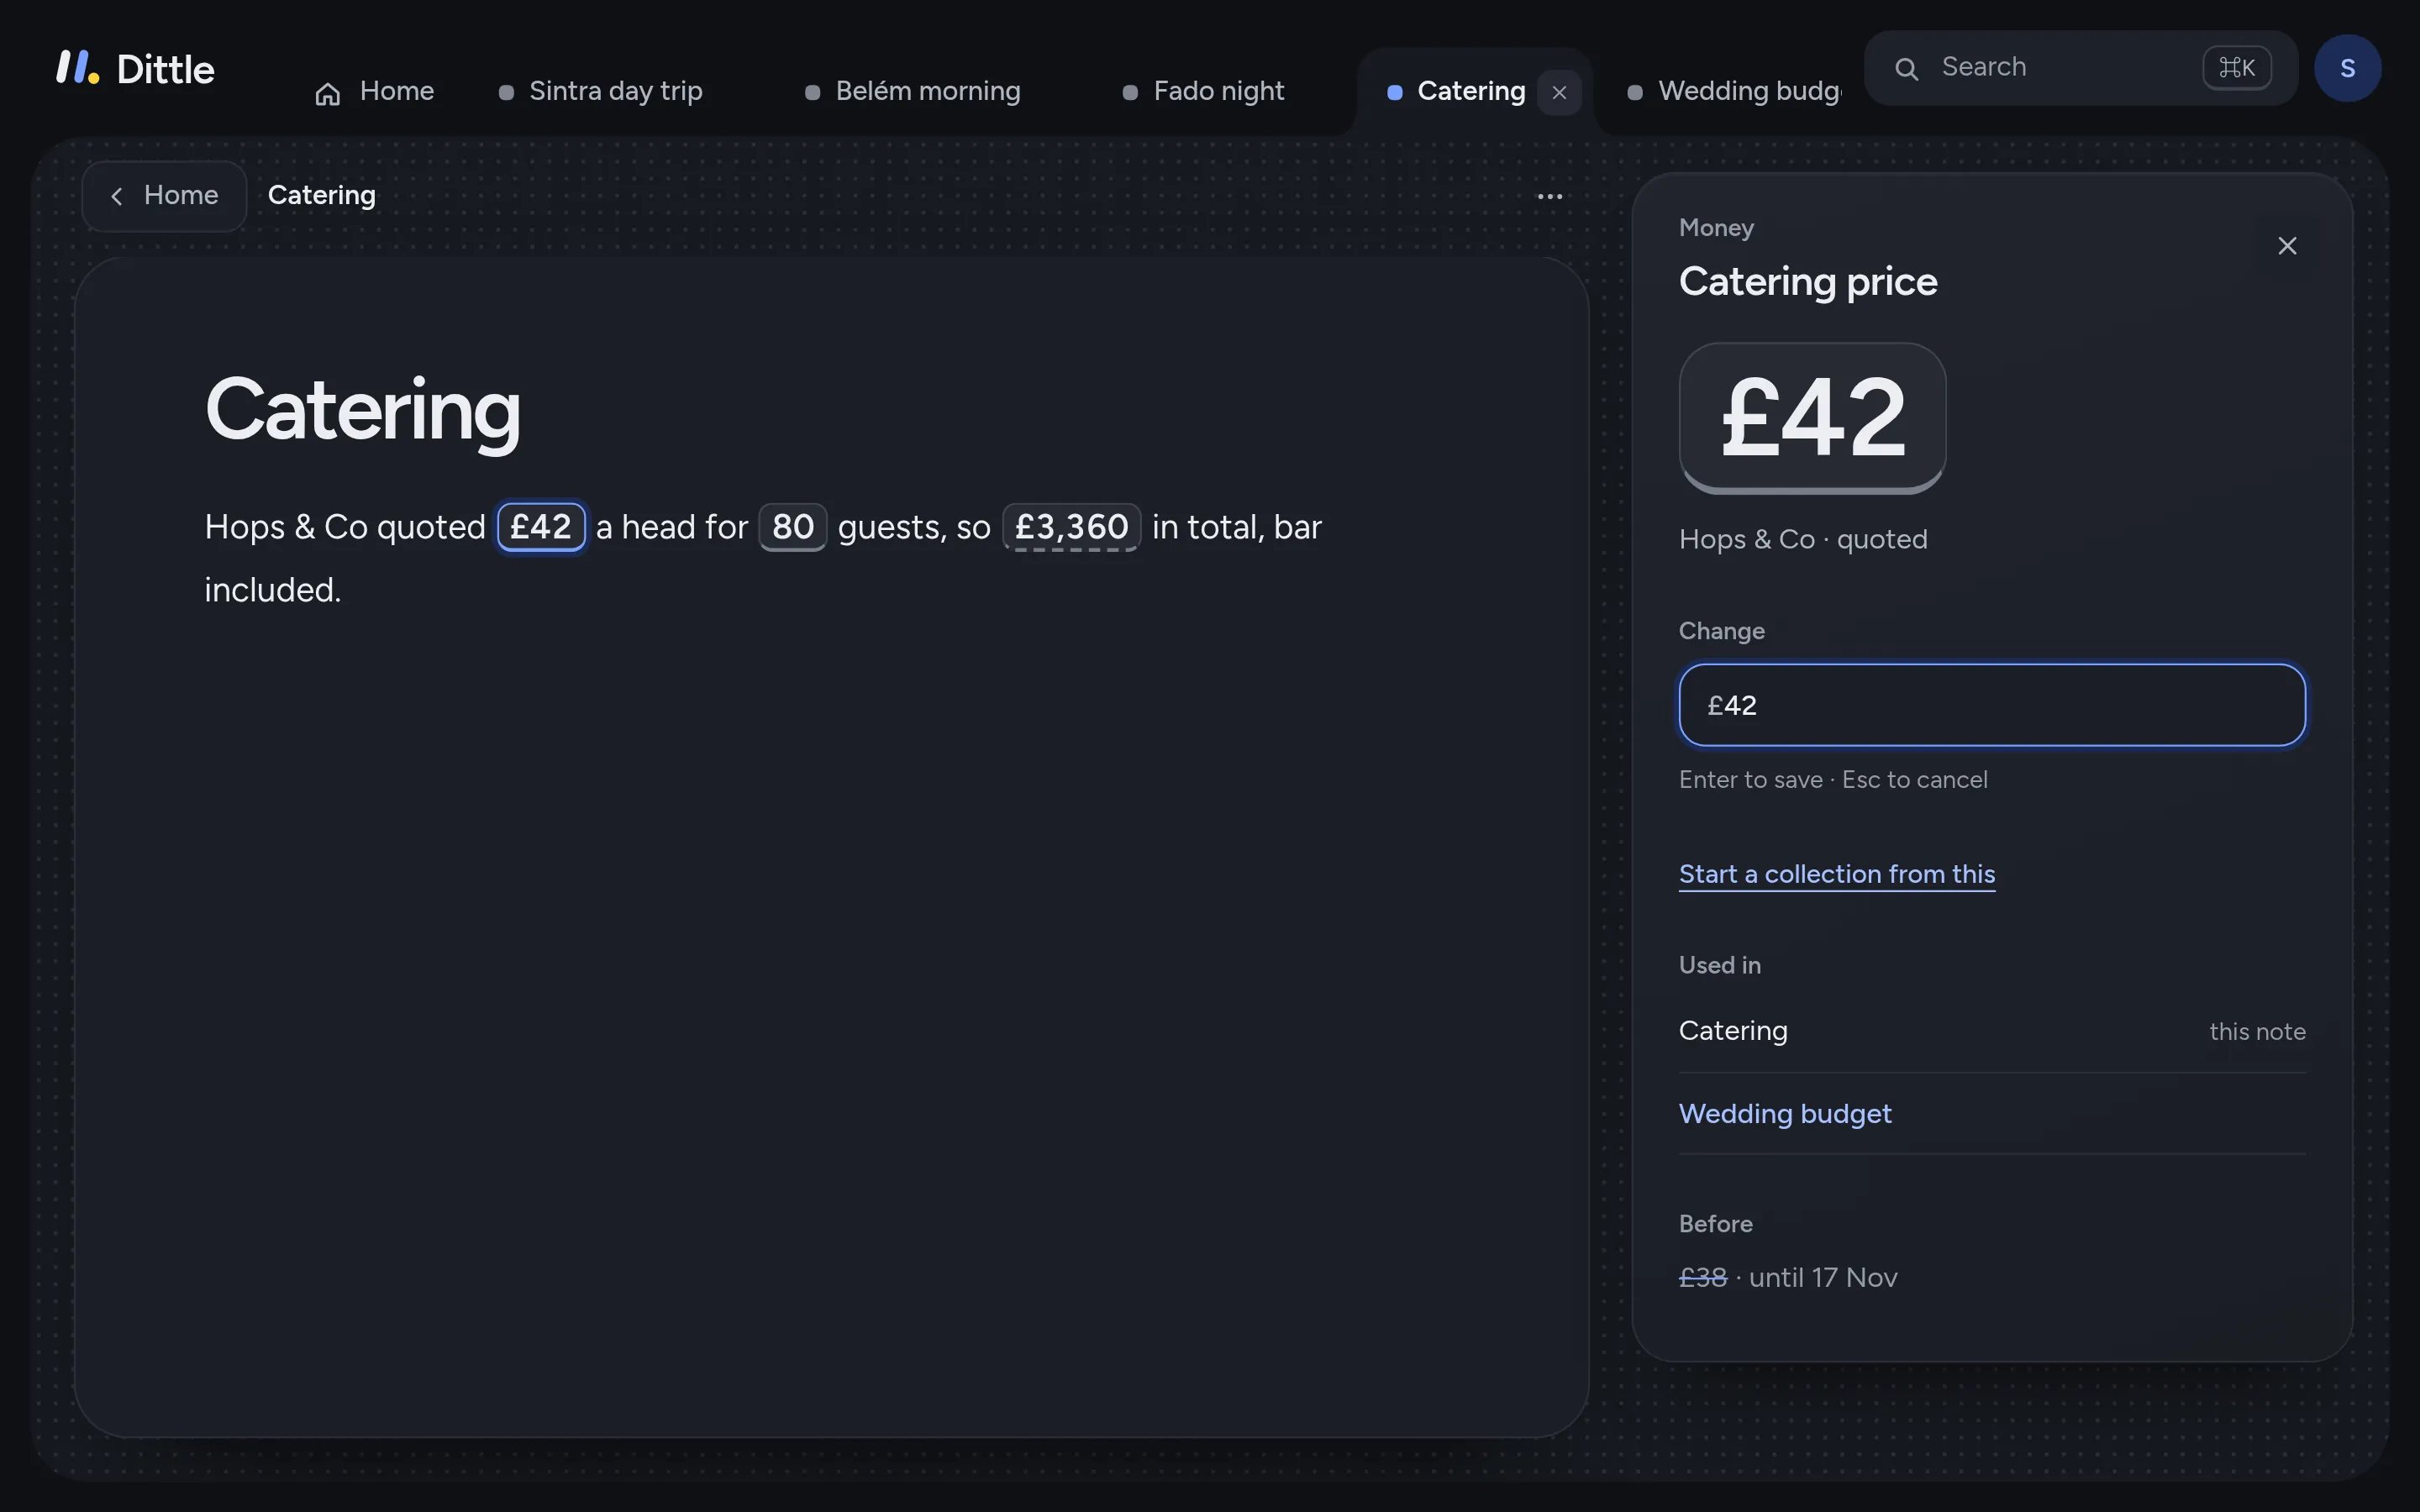 Dittle
Home
Sintra day trip
Belém morning
Fado night
Catering
Wedding budg
Search
⌘K
S
Home
Catering
Catering
Hops & Co quoted £42 a head for 80 guests, so £3,360 in total, bar
included.
Money
Catering price
£42
Hops & Co · quoted
Change
£42
Enter to save · Esc to cancel
Start a collection from this
Used in
Catering
this note
Wedding budget
Before
£38 · until 17 Nov